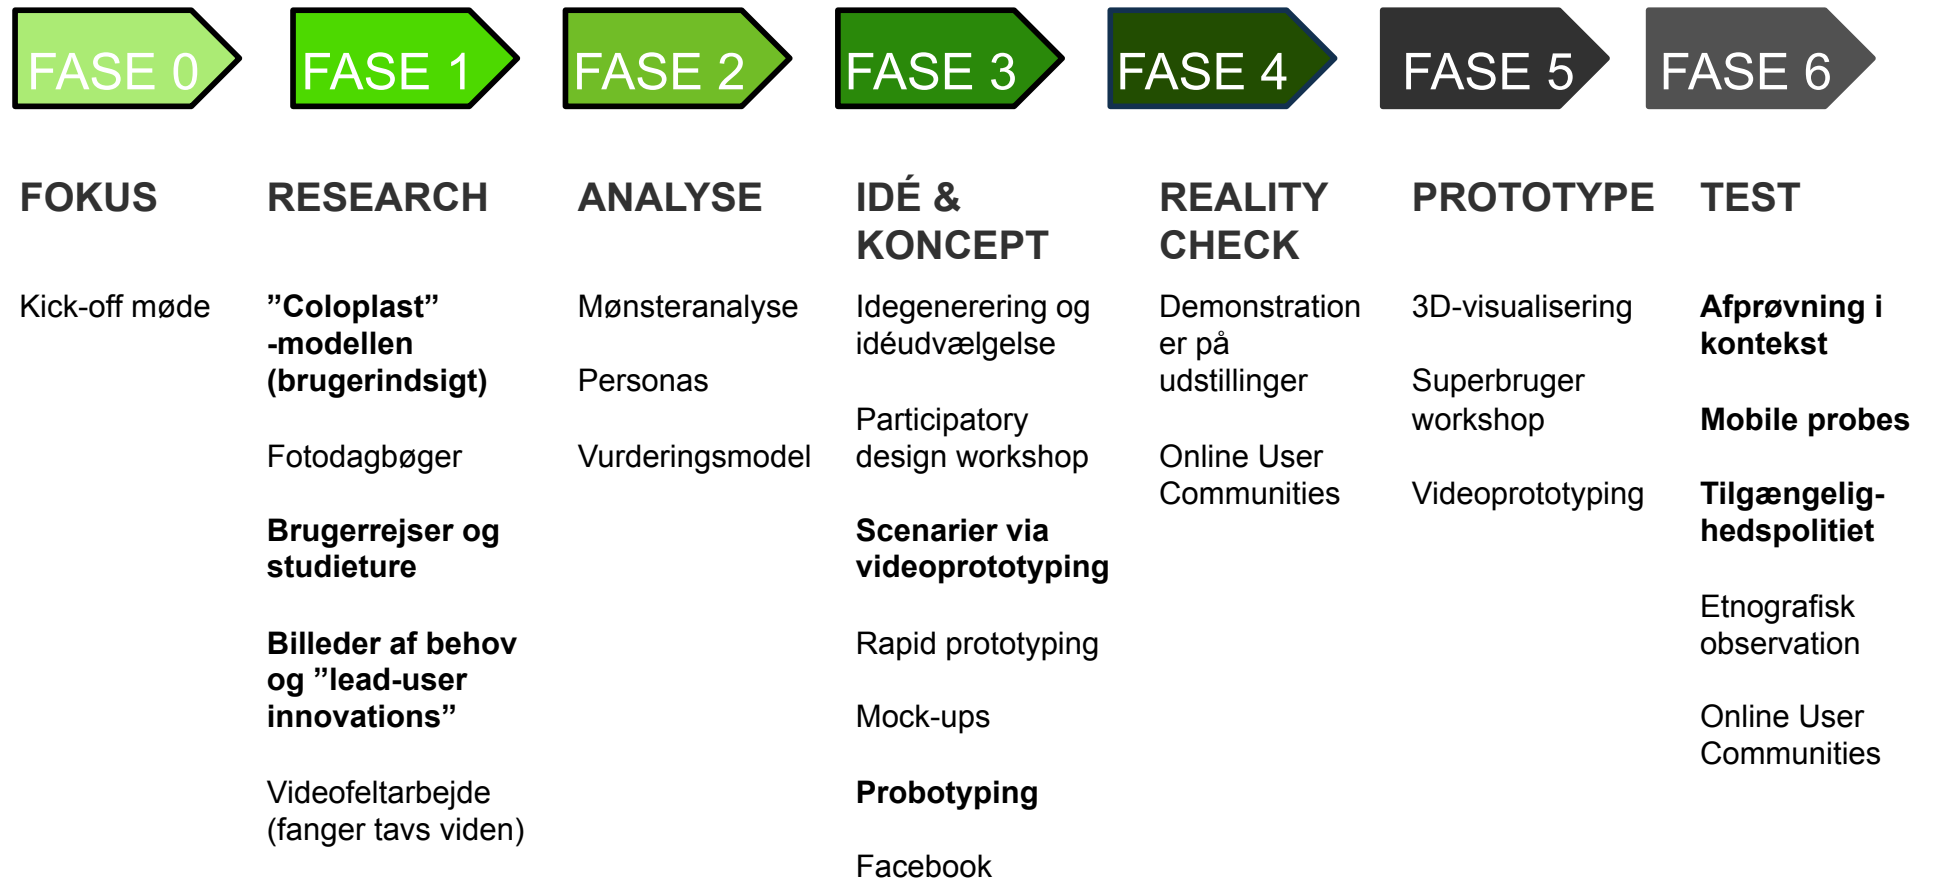 FASE 0
FASE 1
FASE 2
FASE 3
FASE 4
FASE 5
FASE 6
FOKUS
Kick-off møde
RESEARCH
”Coloplast”
-modellen
(brugerindsigt)
Fotodagbøger
Brugerrejser og
studieture
Billeder af behov
og ”lead-user
innovations”
Videofeltarbejde
(fanger tavs viden)
ANALYSE
Mønsteranalyse
Personas
Vurderingsmodel
IDÉ &
KONCEPT
Idegenerering og
idéudvælgelse
Participatory
design workshop
Scenarier via
videoprototyping
Rapid prototyping
Mock-ups
Probotyping
Facebook
REALITY
CHECK
Demonstration
er på
udstillinger
Online User
Communities
PROTOTYPE
3D-visualisering
Superbruger
workshop
Videoprototyping
TEST
Afprøvning i
kontekst
Mobile probes
Tilgængelig-
hedspolitiet
Etnografisk
observation
Online User
Communities